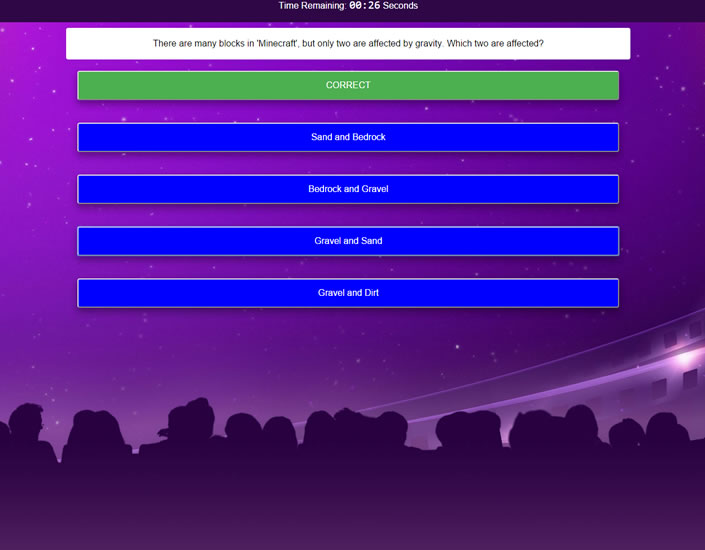 Time Remaining: 00:26 Seconds
There are many blocks in 'Minecraft', but only two are affected by gravity. Which two are affected?
CORRECT
Sand and Bedrock
Bedrock and Gravel
Gravel and Sand
Gravel and Dirt